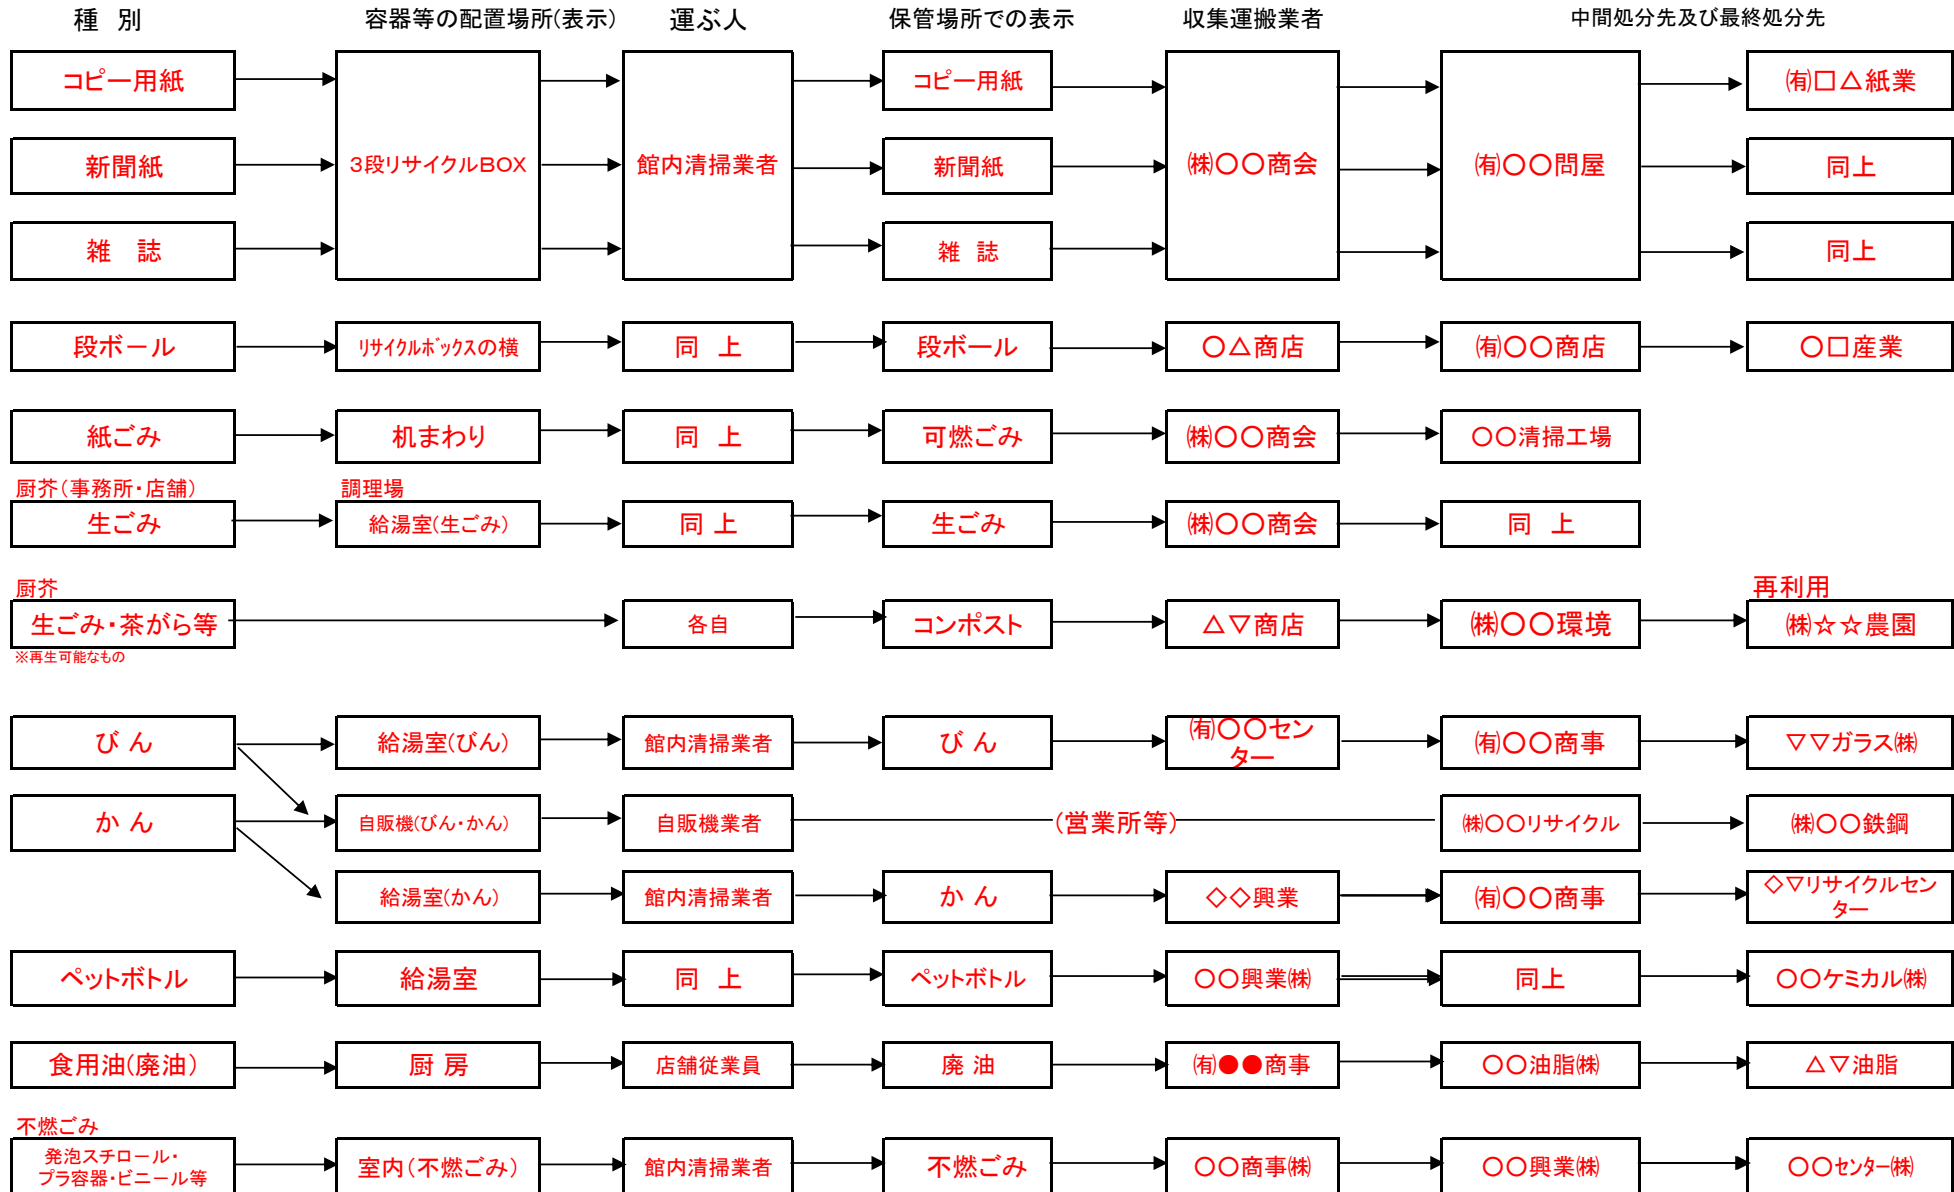 種 別 容器等の配置場所(表示) 運ぶ人 保管場所での表示 収集運搬業者 中間処分先及び最終処分先
コピー用紙 コピー用紙 ㈲□△紙業
新聞紙 3段リサイクルBOX 館内清掃業者 新聞紙 ㈱〇〇商会 ㈲〇〇問屋 同上
雑 誌 雑 誌 同上
段ボール ﾘｻｲｸﾙﾎﾞｯｸｽの横 同 上 段ボール 〇△商店 ㈲〇〇商店 〇□産業
紙ごみ 机まわり 同 上 可燃ごみ ㈱〇〇商会 〇〇清掃工場
厨芥(事務所・店舗) 調理場
生ごみ 給湯室(生ごみ) 同 上 生ごみ ㈱〇〇商会 同 上
厨芥 再利用
生ごみ・茶がら等 各自 コンポスト △▽商店 ㈱〇〇環境 ㈱☆☆農園
※再生可能なもの
びん 給湯室(びん) 館内清掃業者 びん ㈲〇〇セン
ター ㈲〇〇商事 ▽▽ガラス㈱
かん 自販機(びん・かん) 自販機業者 (営業所等) ㈱〇〇リサイクル ㈱〇〇鉄鋼
給湯室(かん) 館内清掃業者 かん ◇◇興業 ㈲〇〇商事 ◇▽リサイクルセン
ター
ペットボトル 給湯室 同 上 ペットボトル 〇〇興業㈱ 同上 〇〇ケミカル㈱
食用油(廃油) 厨 房 店舗従業員 廃 油 ㈲●●商事 〇〇油脂㈱ △▽油脂
不燃ごみ
発泡スチロール・
プラ容器・ビニール等 室内(不燃ごみ) 館内清掃業者 不燃ごみ 〇〇商事㈱ 〇〇興業㈱ 〇〇ｾﾝﾀｰ㈱